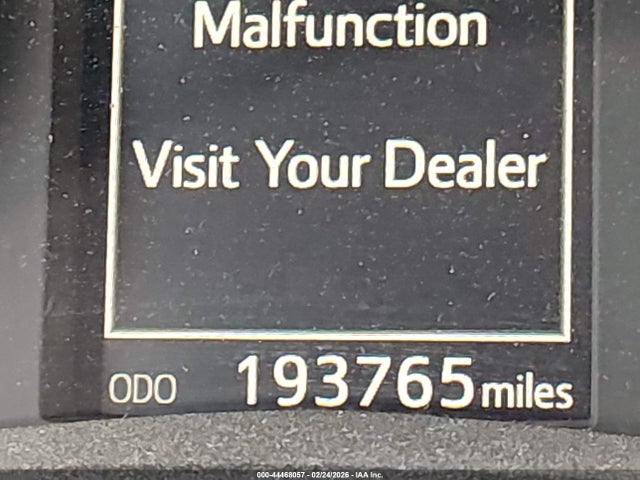 Malfunction
Visit Your Dealer
ODO 193765 miles
000-44468057 - 02/24/2026 - IAA Inc.